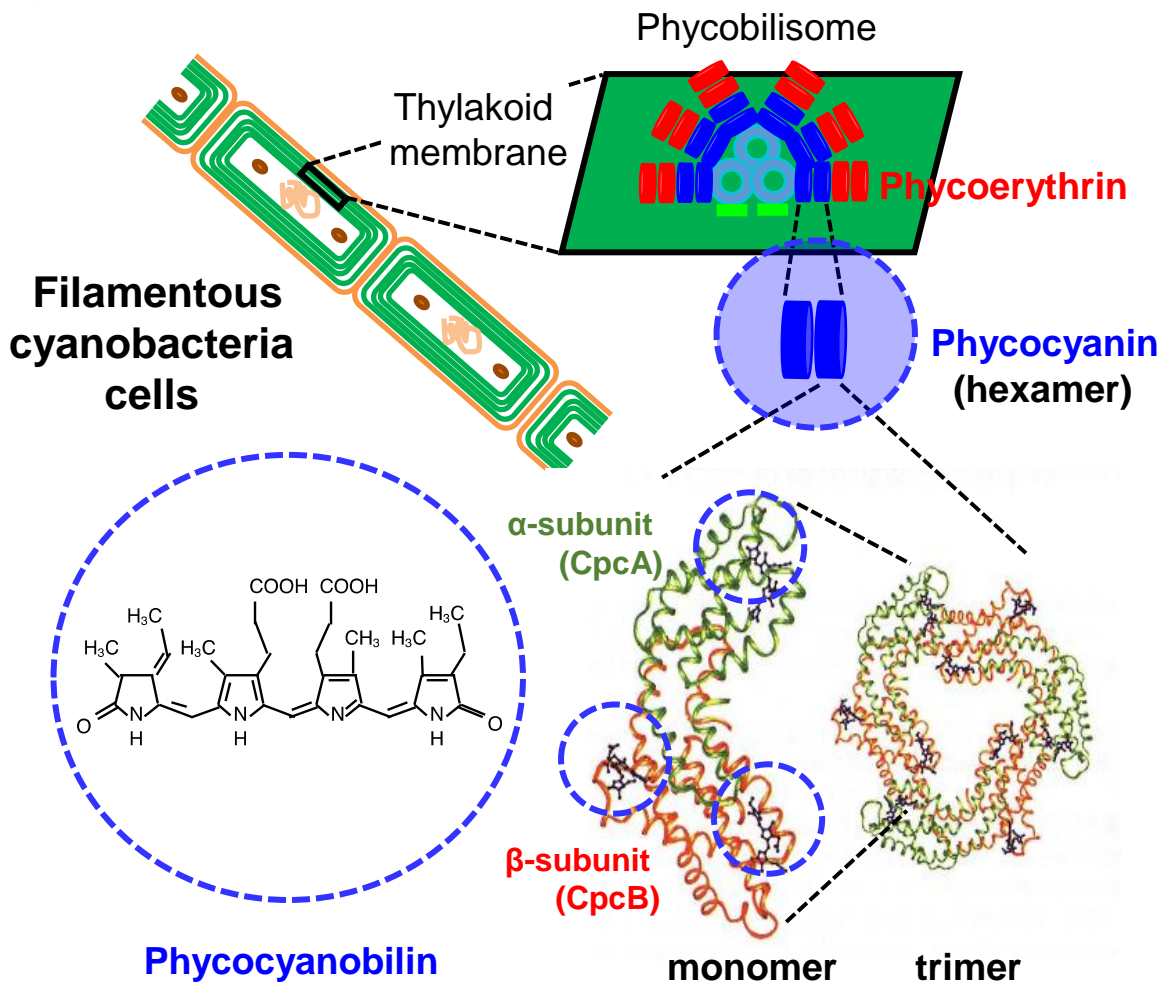 Phycobilisome
Thylakoid
membrane
Phycoerythrin
Filamentous
cyanobacteria
cells
Phycocyanin
(hexamer)
α-subunit
(CpcA)
COOH
COOH
H₃C
H₃C
H₃C
CH₃
H₃C
O
N
H
N
H
N
N
H
O
β-subunit
(CpcB)
Phycocyanobilin
monomer
trimer